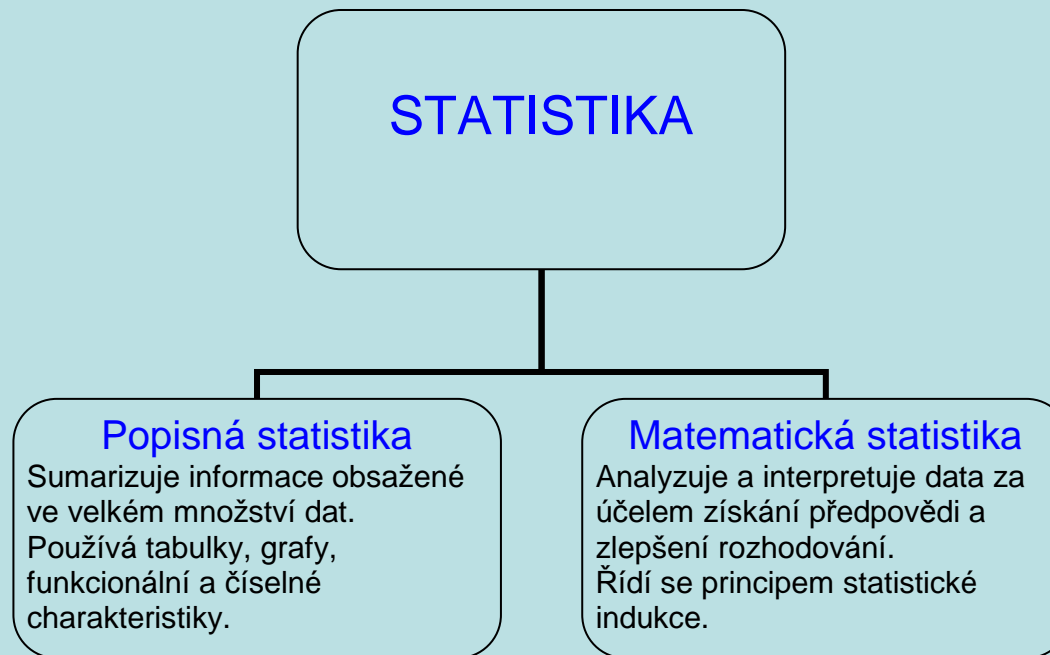 STATISTIKA
Popisná statistika
Sumarizuje informace obsažené
ve velkém množství dat.
Používá tabulky, grafy,
funkcionální a číselné
charakteristiky.
Matematická statistika
Analyzuje a interpretuje data za
účelem získání předpovědi a
zlepšení rozhodování.
Řídí se principem statistické
indukce.